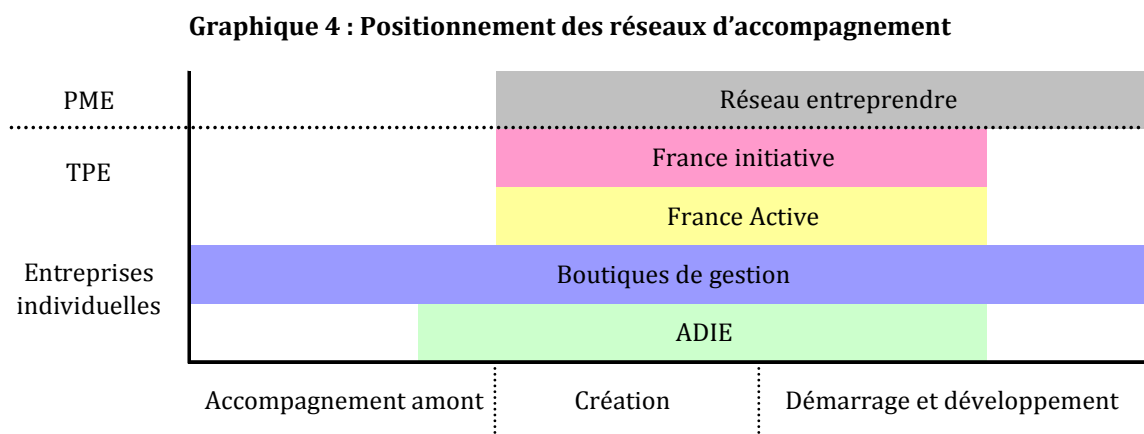 Graphique 4 : Positionnement des réseaux d’accompagnement
PME
Réseau entreprendre
TPE
France initiative
France Active
Entreprises
individuelles
Boutiques de gestion
ADIE
Accompagnement amont
Création
Démarrage et développement